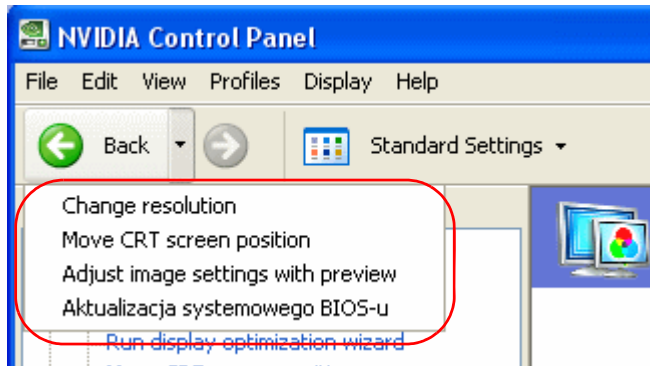 NVIDIA Control Panel
File Edit View Profiles Display Help
Back Standard Settings
Change resolution
Move CRT screen position
Adjust image settings with preview
Aktualizacja systemowego BIOS-u
Run display optimization wizard